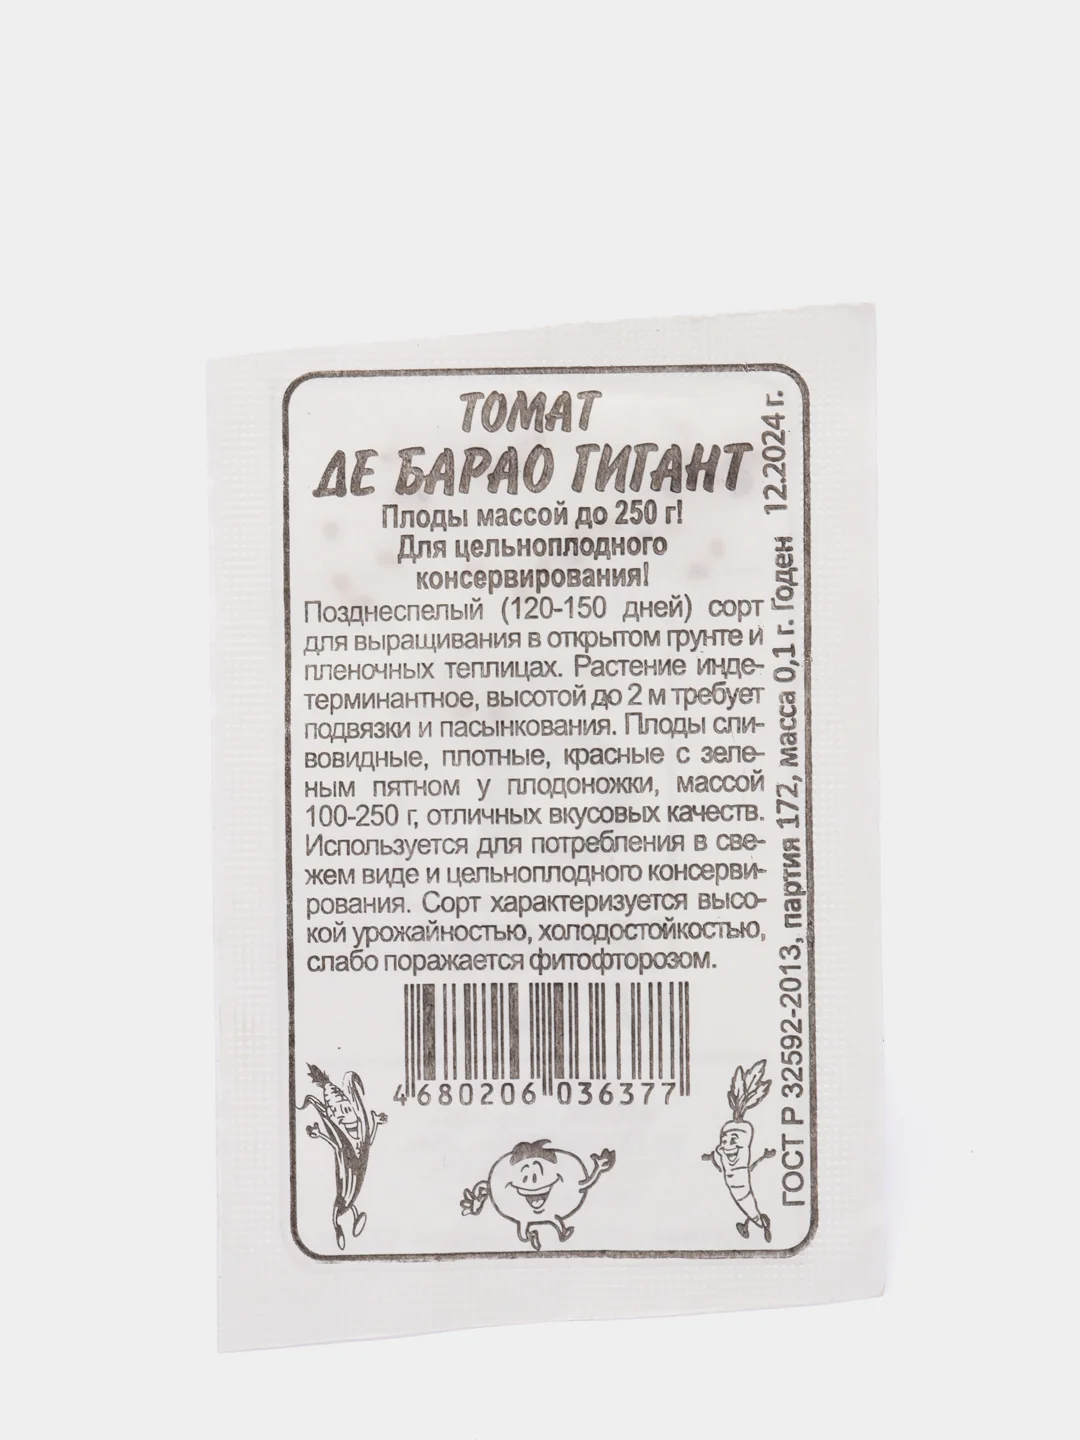 ТОМАТ
ДЕ БАРАО ГИГАНТ
Плоды массой до 250 г!
Для цельноплодного
консервирования!
Позднеспелый (120-150 дней) сорт
для выращивания в открытом грунте и
пленочных теплицах. Растение инде-
терминантное, высотой до 2 м требует
подвязки и пасынкования. Плоды сли-
вовидные, плотные, красные с зеле-
ным пятном у плодоножки, массой
100-250 г, отличных вкусовых качеств.
Используется для потребления в све-
жем виде и цельноплодного консерви-
рования. Сорт характеризуется высо-
кой урожайностью, холодостойкостью,
слабо поражается фитофторозом.
4 680206 036377
ГОСТ Р 32592-2013, партия 172, масса 0,1 г. Годен 12.2024 г.